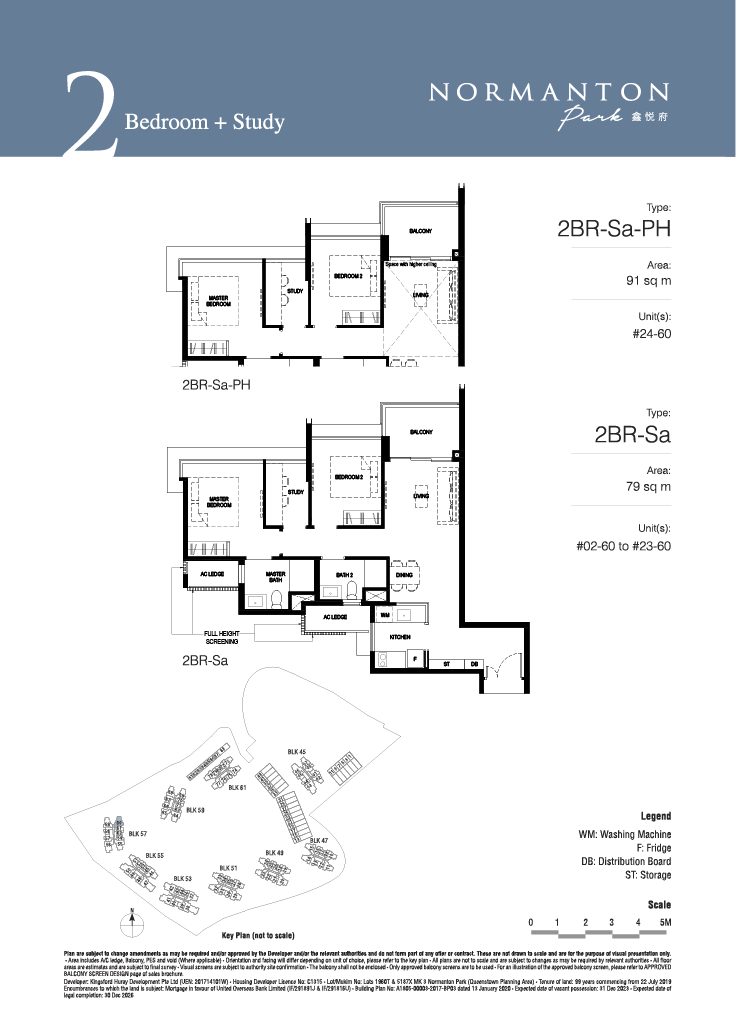 2
Bedroom + Study
NORMANTON
Park 鑫悦府
Type:
2BR-Sa-PH
Area:
91 sq m
Unit(s):
#24-60
BALCONY
Space with higher ceiling
STUDY
BEDROOM 2
LIVING
MASTER
BEDROOM
2BR-Sa-PH
Type:
2BR-Sa
Area:
79 sq m
Unit(s):
#02-60 to #23-60
BALCONY
BEDROOM 2
STUDY
LIVING
MASTER
BEDROOM
AC LEDGE
MASTER
BATH
BATH 2
DINING
AC LEDGE
WM
KITCHEN
FULL HEIGHT
SCREENING
F
ST
DB
2BR-Sa
BLK 45
BLK 61
BLK 59
BLK 57
BLK 55
BLK 53
BLK 51
BLK 49
BLK 47
N
Key Plan (not to scale)
Legend
WM: Washing Machine
F: Fridge
DB: Distribution Board
ST: Storage
Scale
0 1 2 3 4 5M
Plan are subject to change amendments as may be required and/or approved by the Developer and/or the relevant authorities and do not form part of any offer or contract. These are not drawn to scale and are for the purpose of visual presentation only.
• Area includes A/C ledge, Balcony, PES and void (Where applicable) • Orientation and facing will differ depending on unit of choice, please refer to the key plan • All plans are not to scale and are subject to changes as may be required by relevant authorities • All floor
areas are estimates and are subject to final survey • Visual screens are subject to authority site confirmation • The balcony shall not be enclosed • Only approved balcony screens are to be used • For an illustration of the approved balcony screen, please refer to APPROVED
BALCONY SCREEN DESIGN page of sales brochure.
Developer: Kingsford Huray Development Pte Ltd (UEN: 201714101W) • Housing Developer Licence No: C1315 • Lot/Mukim No: Lots 1960T & 5187X MK 3 Normanton Park (Queenstown Planning Area) • Tenure of land: 99 years commencing from 22 July 2019
Encumbrences to which the land is subject: Mortgage in favour of United Overseas Bank Limited (IF/291891J & IF/291816U) • Building Plan No: A1805-00003-2017-BP03 dated 13 January 2020 • Expected date of vacant possession: 31 Dec 2023 • Expected date of
legal completion: 30 Dec 2026